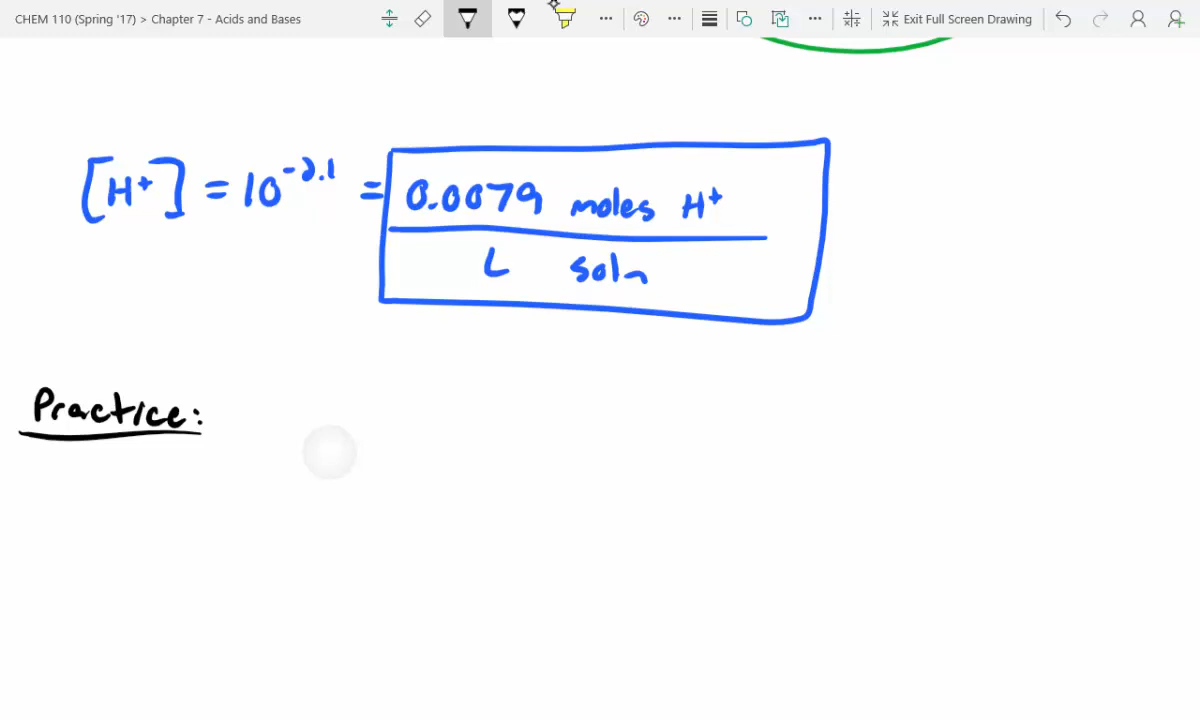 CHEM 110 (Spring '17) > Chapter 7 - Acids and Bases
Exit Full Screen Drawing
[H+] = 10^-2.1 = 0.0079 moles H+
L soln
Practice: